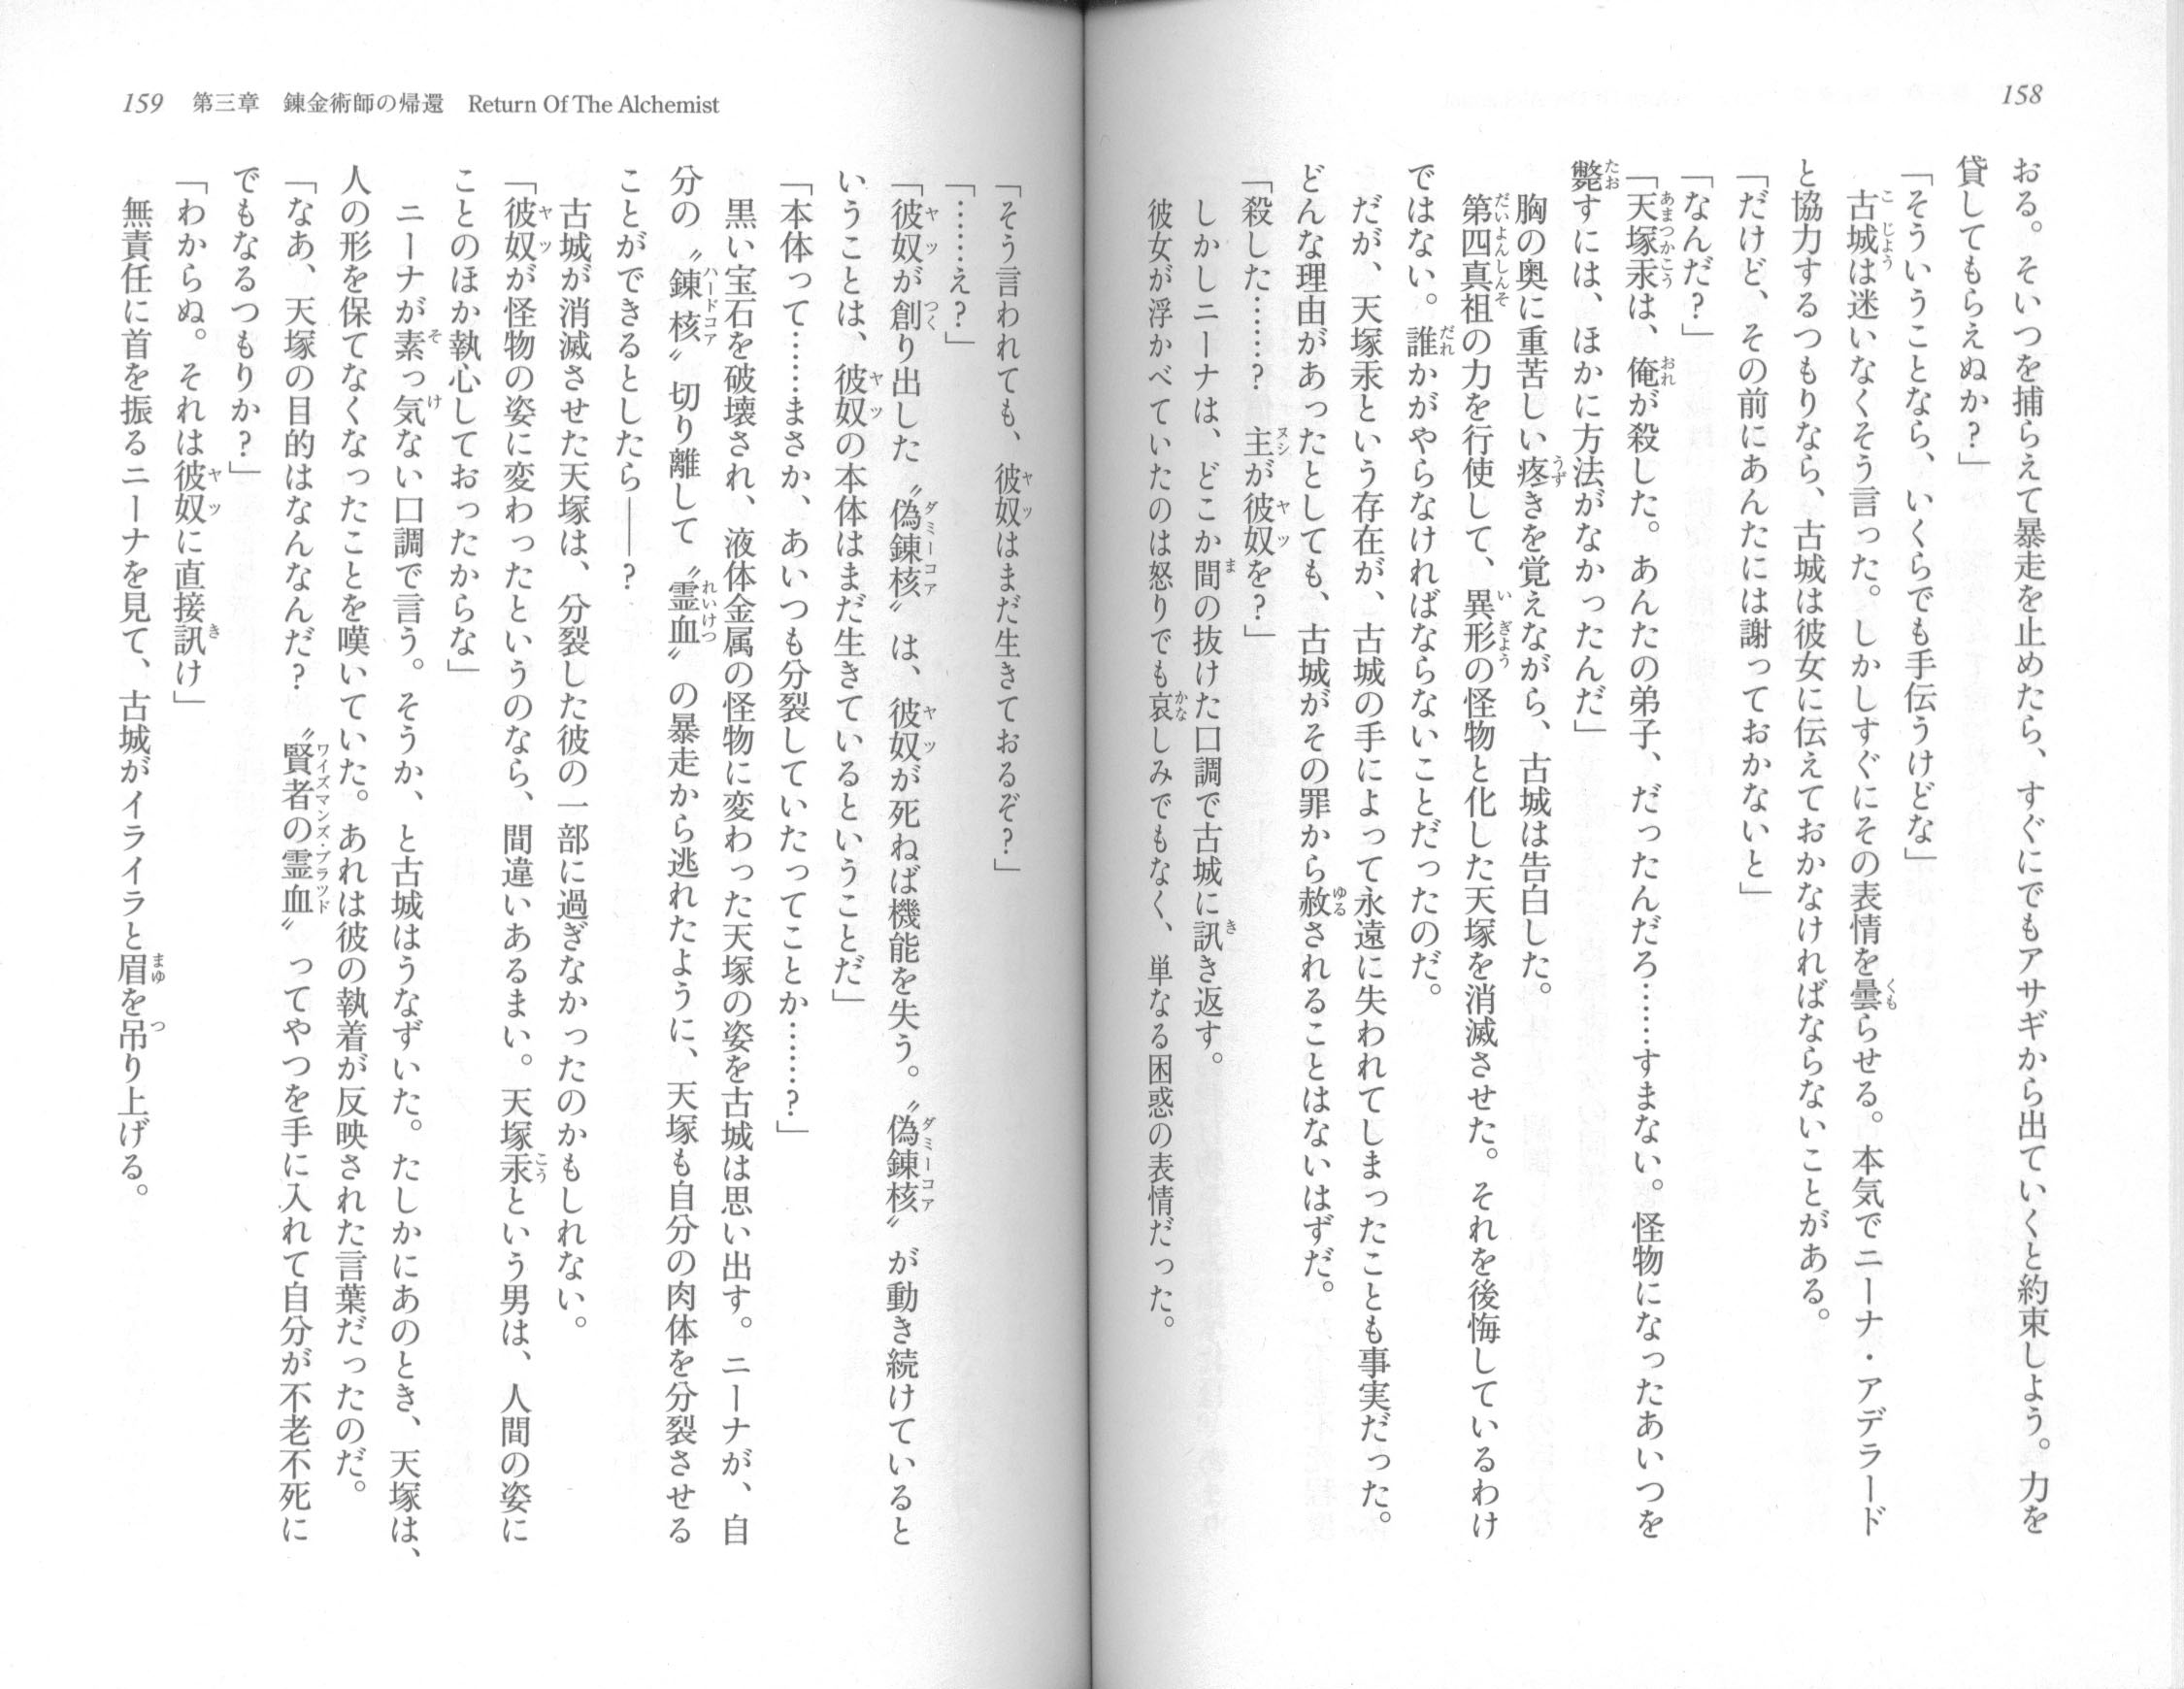 158
おる。そいつを捕らえて暴走を止めたら、すぐにでもアサギから出ていくと約束しよう。力を
貸してもらえぬか？」
「そういうことなら、いくらでも手伝うけどな」
古城は迷いなくそう言った。しかしすぐにその表情を曇らせる。本気でニーナ・アデラード
と協力するつもりなら、古城は彼女に伝えておかなければならないことがある。
「だけど、その前にあんたには謝っておかないと」
「なんだ？」
「天塚汞は、俺が殺した。あんたの弟子、だったんだろ……すまない。怪物になったあいつを
斃すには、ほかに方法がなかったんだ」
胸の奥に重苦しい疼きを覚えながら、古城は告白した。
第四真祖の力を行使して、異形の怪物と化した天塚を消滅させた。それを後悔しているわけ
ではない。誰かがやらなければならないことだったのだ。
だが、天塚汞という存在が、古城の手によって永遠に失われてしまったことも事実だった。
どんな理由があったとしても、古城がその罪から赦されることはないはずだ。
「殺した……？　主が彼奴を？」
しかしニーナは、どこか間の抜けた口調で古城に訊き返す。
彼女が浮かべていたのは怒りでも哀しみでもなく、単なる困惑の表情だった。
159　第三章　錬金術師の帰還　Return Of The Alchemist
「そう言われても、彼奴はまだ生きておるぞ？」
「……え？」
「彼奴が創り出した〝偽錬核〟は、彼奴が死ねば機能を失う。〝偽錬核〟が動き続けていると
いうことは、彼奴の本体はまだ生きているということだ」
「本体って……まさか、あいつも分裂していたってことか……？」
黒い宝石を破壊され、液体金属の怪物に変わった天塚の姿を古城は思い出す。ニーナが、自
分の〝錬核〟切り離して〝霊血〟の暴走から逃れたように、天塚も自分の肉体を分裂させる
ことができるとしたら――？
古城が消滅させた天塚は、分裂した彼の一部に過ぎなかったのかもしれない。
「彼奴が怪物の姿に変わったというのなら、間違いあるまい。天塚汞という男は、人間の姿に
ことのほか執心しておったからな」
ニーナが素っ気ない口調で言う。そうか、と古城はうなずいた。たしかにあのとき、天塚は、
人の形を保てなくなったことを嘆いていた。あれは彼の執着が反映された言葉だったのだ。
「なあ、天塚の目的はなんなんだ？　〝賢者の霊血〟ってやつを手に入れて自分が不老不死に
でもなるつもりか？」
「わからぬ。それは彼奴に直接訊け」
無責任に首を振るニーナを見て、古城がイライラと眉を吊り上げる。